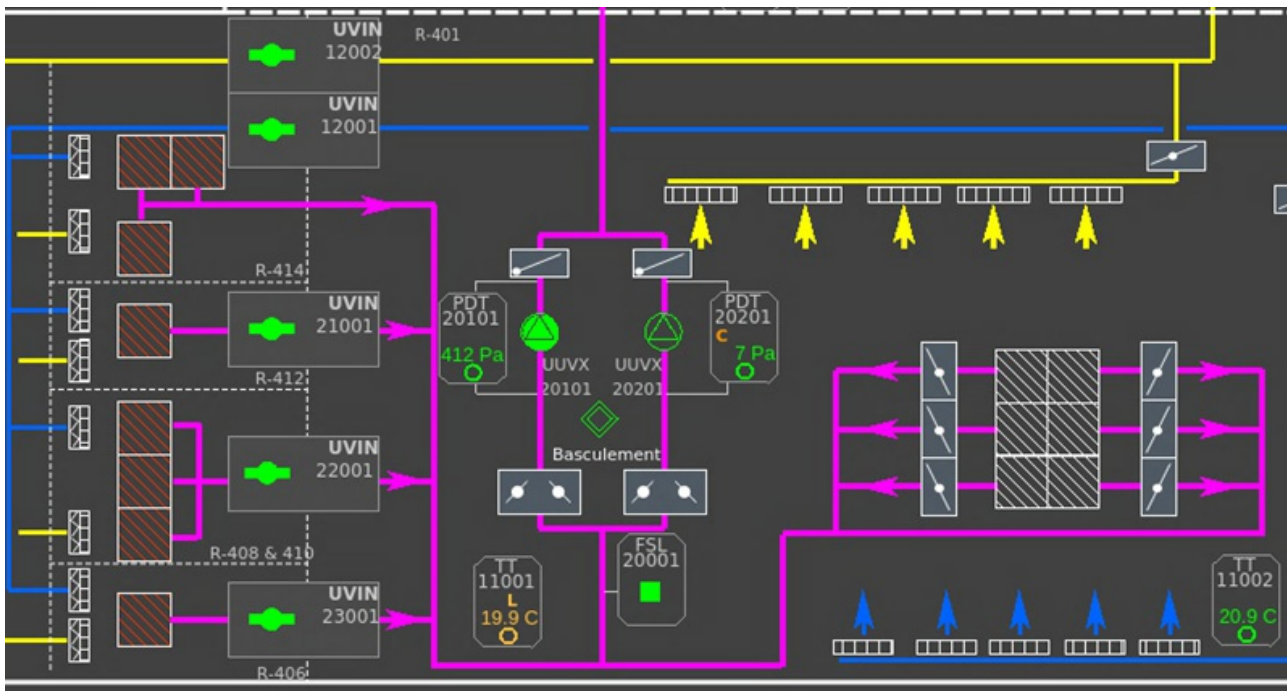 UVIN
12002
R-401
UVIN
12001
R-414
UVIN
21001
R-412
UVIN
22001
R-408 & 410
UVIN
23001
R-406
PDT
20101
412 Pa
UUVX
20101
PDT
20201
C
7 Pa
UUVX
20201
Basculement
TT
11001
L
19.9 C
FSL
20001
TT
11002
20.9 C